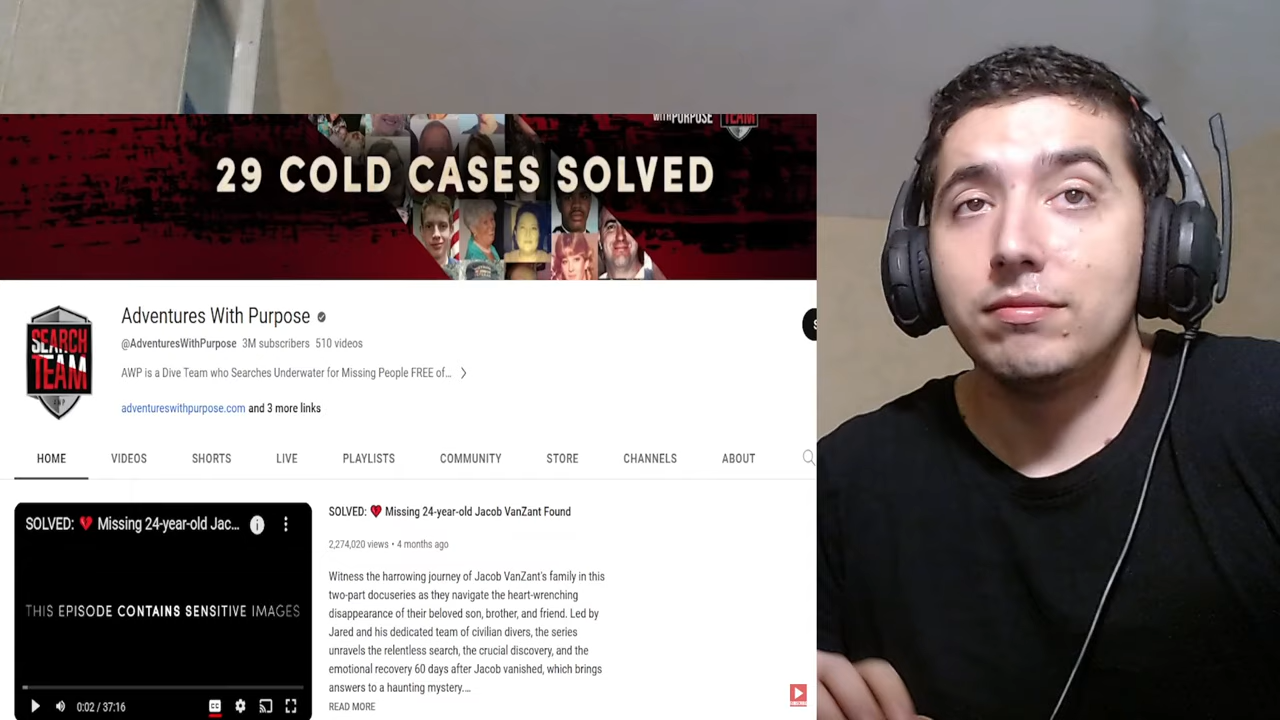 WITH PURPOSE
TEAM
29 COLD CASES SOLVED
SEARCH
TEAM
AWP
Adventures With Purpose
@AdventuresWithPurpose 3M subscribers 510 videos
AWP is a Dive Team who Searches Underwater for Missing People FREE of...
adventureswithpurpose.com and 3 more links
S
HOME VIDEOS SHORTS LIVE PLAYLISTS COMMUNITY STORE CHANNELS ABOUT
SOLVED: 💔 Missing 24-year-old Jac...
THIS EPISODE CONTAINS SENSITIVE IMAGES
0:02 / 37:16
CC
SOLVED: 💔 Missing 24-year-old Jacob VanZant Found
2,274,020 views • 4 months ago
Witness the harrowing journey of Jacob VanZant's family in this
two-part docuseries as they navigate the heart-wrenching
disappearance of their beloved son, brother, and friend. Led by
Jared and his dedicated team of civilian divers, the series
unravels the relentless search, the crucial discovery, and the
emotional recovery 60 days after Jacob vanished, which brings
answers to a haunting mystery....
READ MORE